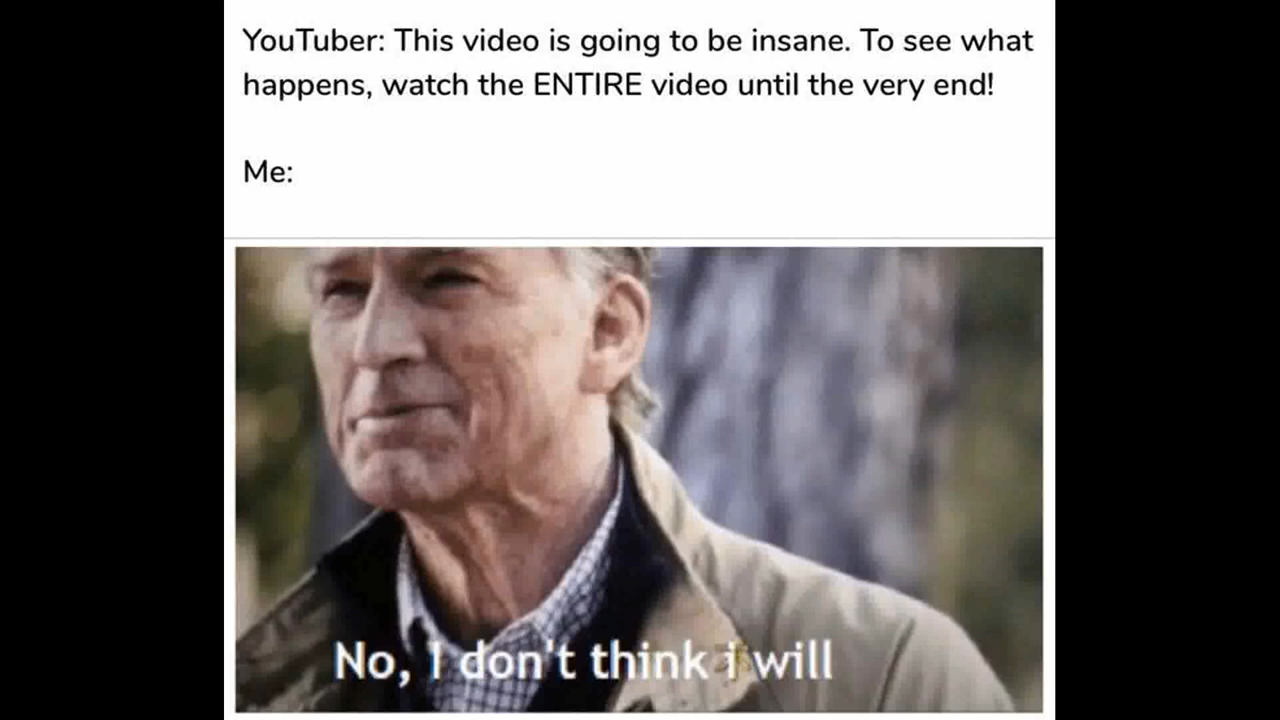 YouTuber: This video is going to be insane. To see what
happens, watch the ENTIRE video until the very end!
Me:
No, I don't think i will